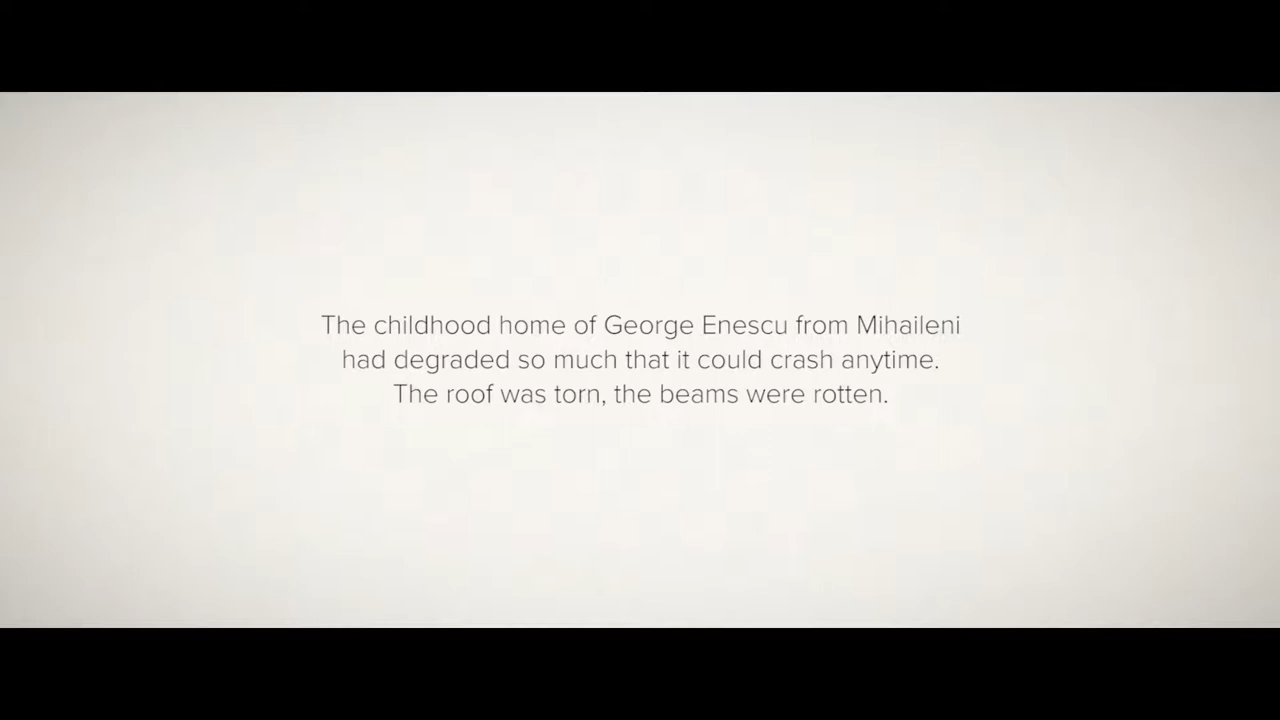 The childhood home of George Enescu from Mihaileni
had degraded so much that it could crash anytime.
The roof was torn, the beams were rotten.